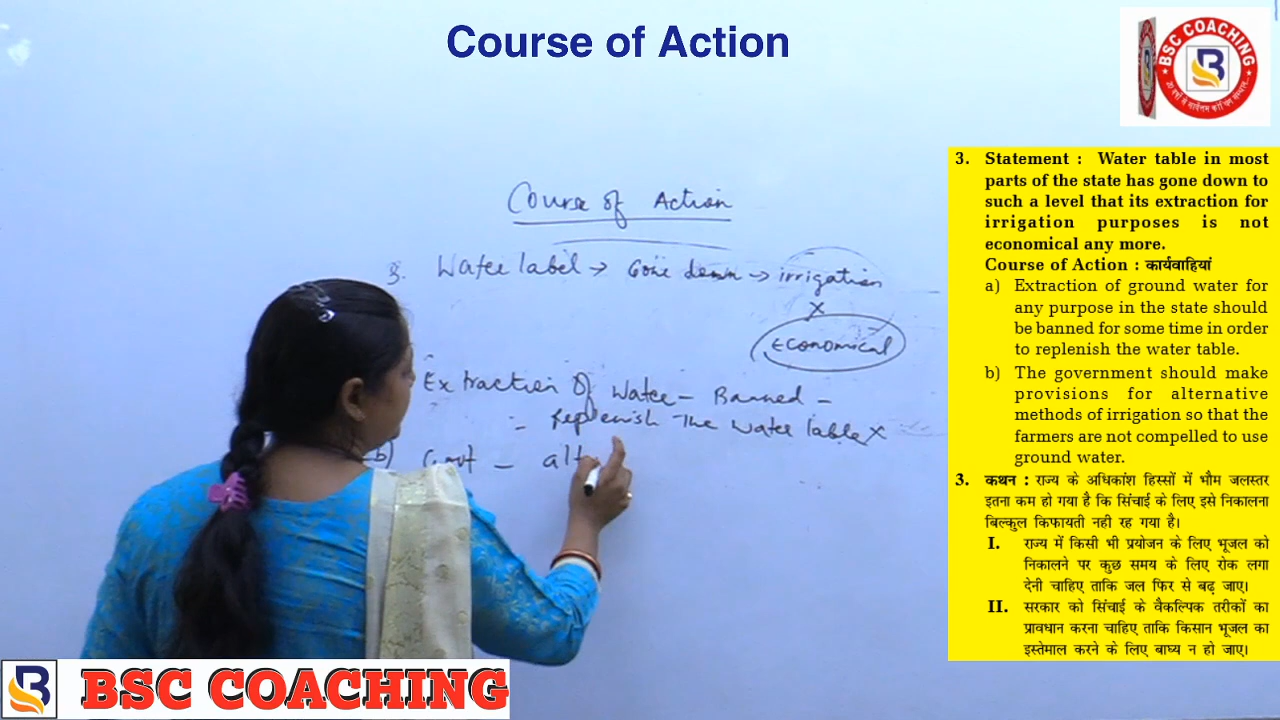 Course of Action
BSC COACHING
Course of Action
3. Water label → Gone down → irrigation
x
Economical
Extraction of Water - Banned -
- Replenish The Water lable x
b) Govt - alt
3. Statement : Water table in most
parts of the state has gone down to
such a level that its extraction for
irrigation purposes is not
economical any more.
Course of Action : कार्यवाहियां
a) Extraction of ground water for
any purpose in the state should
be banned for some time in order
to replenish the water table.
b) The government should make
provisions for alternative
methods of irrigation so that the
farmers are not compelled to use
ground water.
3. कथन : राज्य के अधिकांश हिस्सों में भौम जलस्तर
इतना कम हो गया है कि सिंचाई के लिए इसे निकालना
बिल्कुल किफायती नही रह गया है।
I. राज्य में किसी भी प्रयोजन के लिए भूजल को
निकालने पर कुछ समय के लिए रोक लगा
देनी चाहिए ताकि जल फिर से बढ़ जाए।
II. सरकार को सिंचाई के वैकल्पिक तरीकों का
प्रावधान करना चाहिए ताकि किसान भूजल का
इस्तेमाल करने के लिए बाघ्य न हो जाए।
BSC COACHING